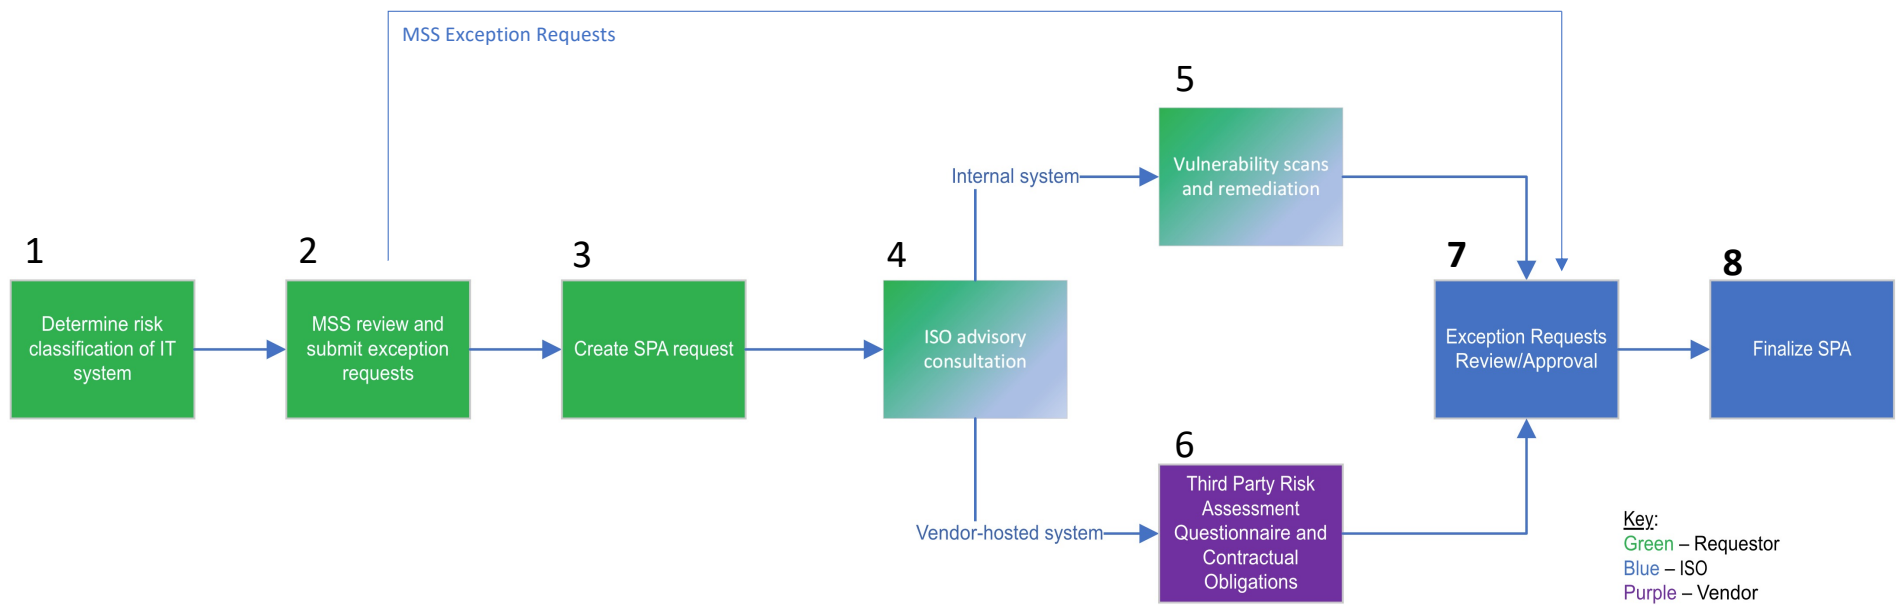 MSS Exception Requests
1
Determine risk
classification of IT
system
2
MSS review and
submit exception
requests
3
Create SPA request
4
ISO advisory
consultation
Internal system
5
Vulnerability scans
and remediation
Vendor-hosted system
6
Third Party Risk
Assessment
Questionnaire and
Contractual
Obligations
7
Exception Requests
Review/Approval
8
Finalize SPA
Key:
Green – Requestor
Blue – ISO
Purple – Vendor